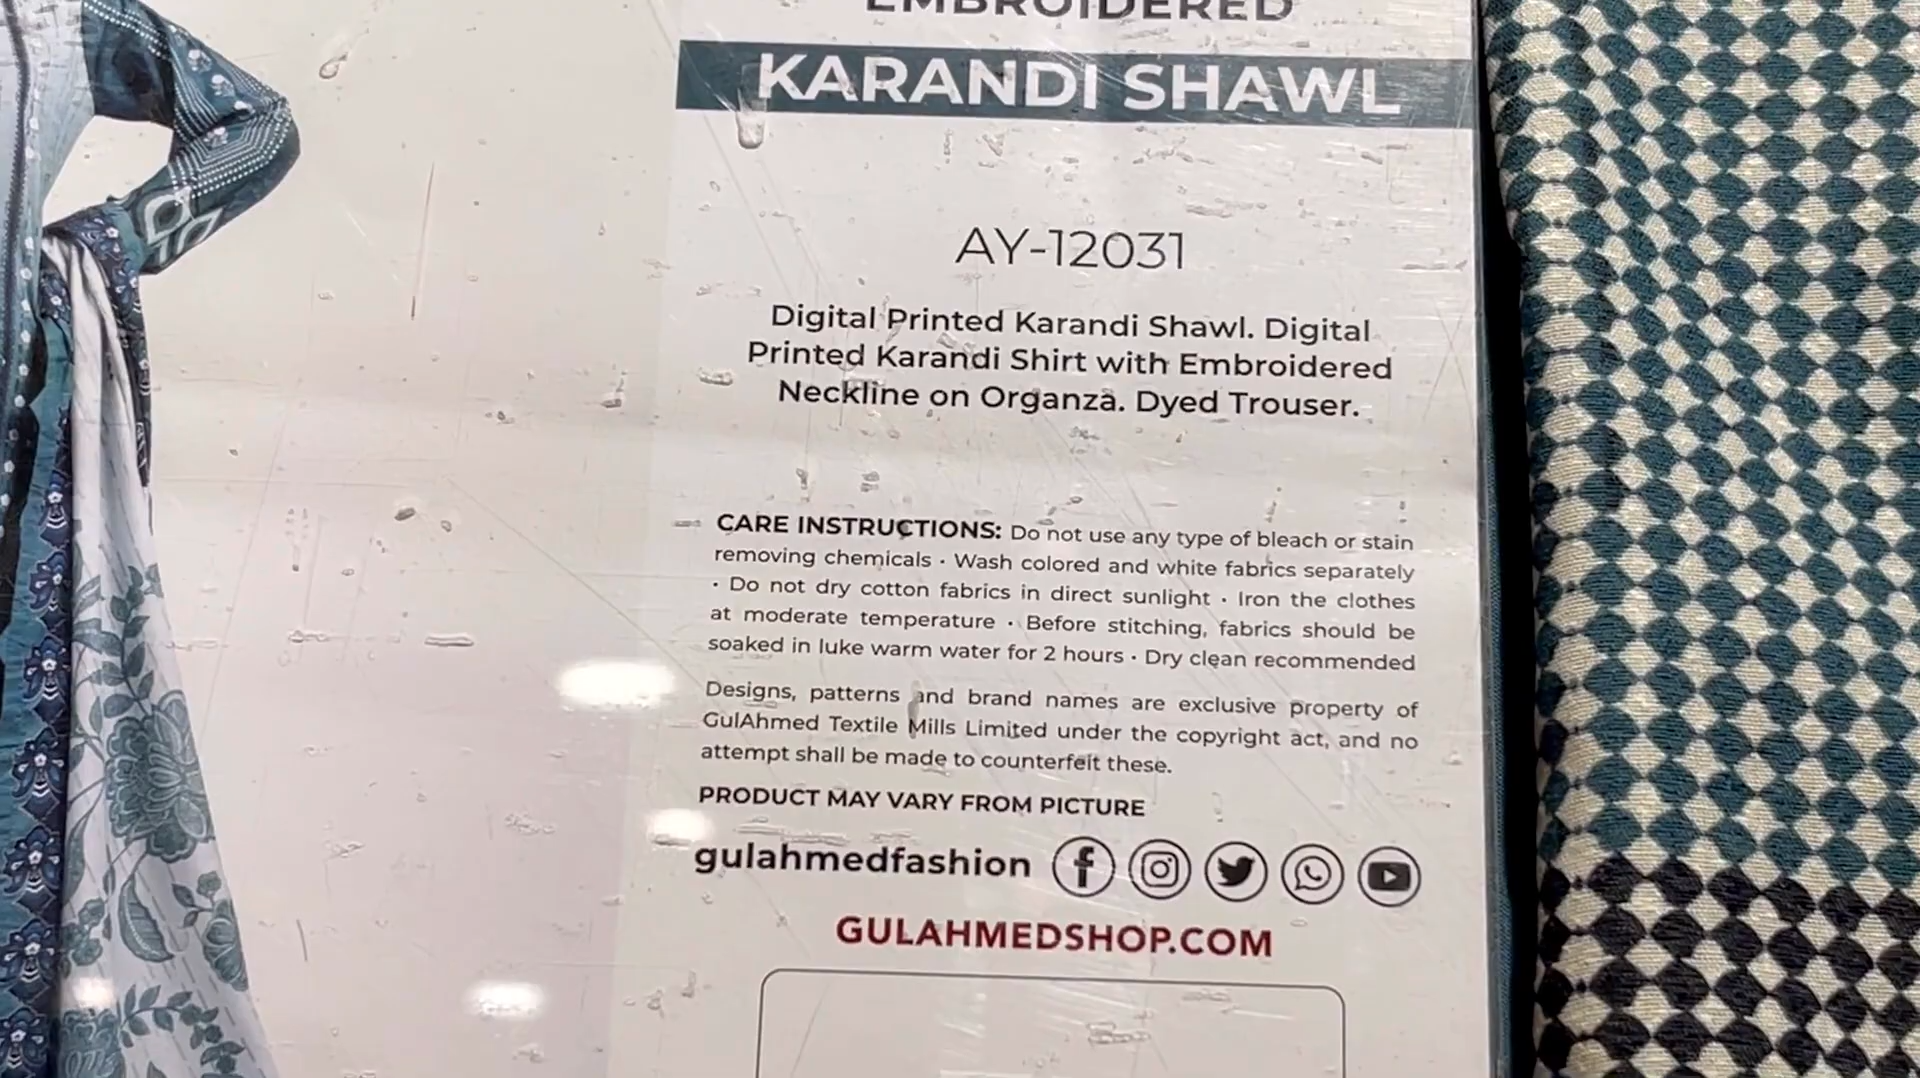 EMBROIDERED
KARANDI SHAWL
AY-12031
Digital Printed Karandi Shawl. Digital
Printed Karandi Shirt with Embroidered
Neckline on Organza. Dyed Trouser.
CARE INSTRUCTIONS: Do not use any type of bleach or stain
removing chemicals · Wash colored and white fabrics separately
· Do not dry cotton fabrics in direct sunlight · Iron the clothes
at moderate temperature · Before stitching, fabrics should be
soaked in luke warm water for 2 hours · Dry clean recommended
Designs, patterns and brand names are exclusive property of
GulAhmed Textile Mills Limited under the copyright act, and no
attempt shall be made to counterfeit these.
PRODUCT MAY VARY FROM PICTURE
gulahmedfashion
GULAHMEDSHOP.COM